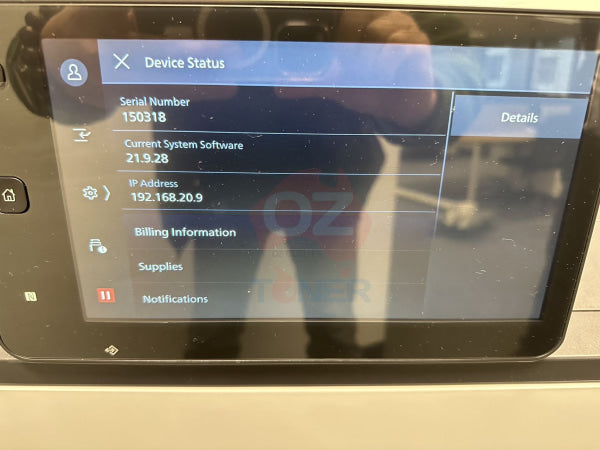 Device Status
Serial Number
150318
Details
Current System Software
21.9.28
IP Address
192.168.20.9
Billing Information
Supplies
Notifications
OZ
TONER